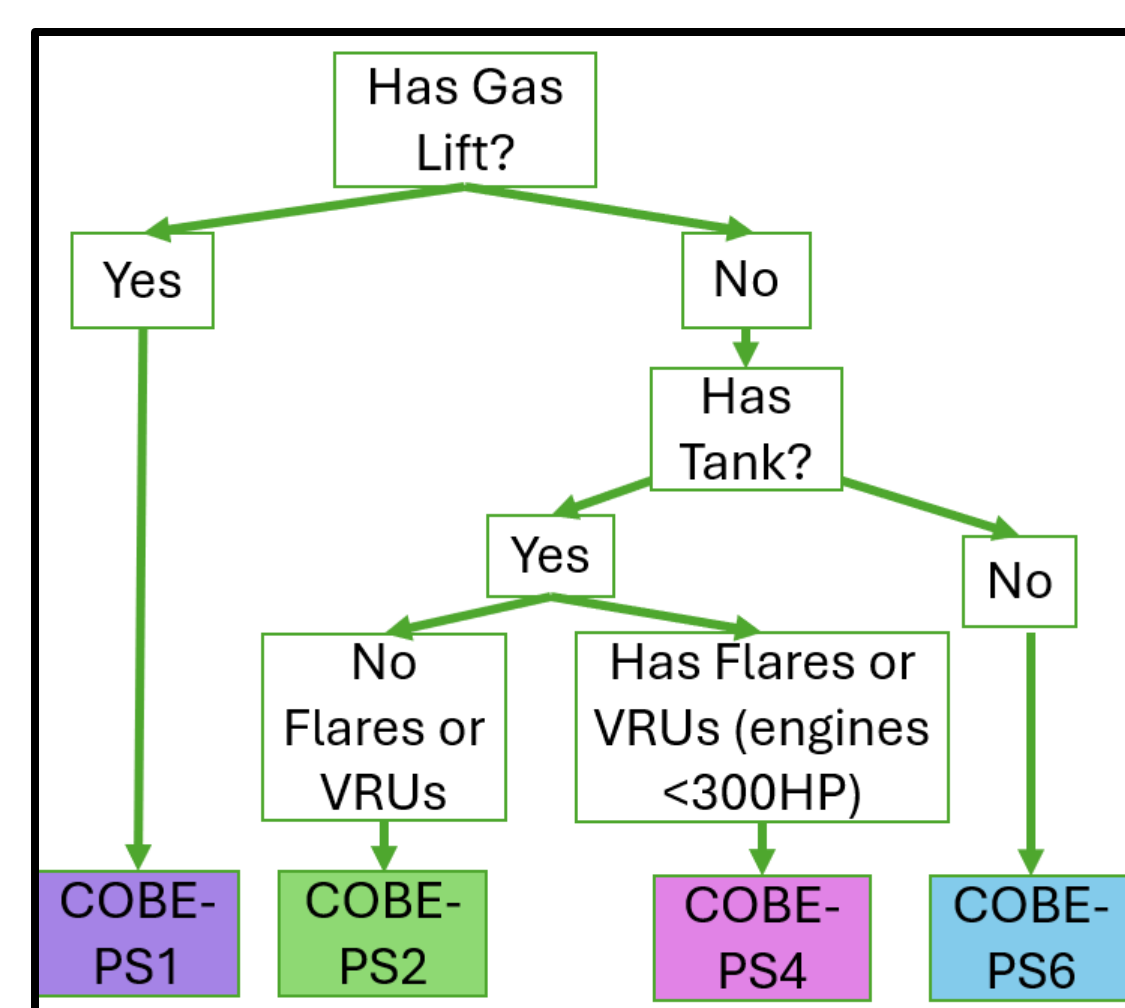 Has Gas
Lift?
Yes
No
Has
Tank?
Yes
No
No
Flares or
VRUs
Has Flares or
VRUs (engines
<300HP)
COBE-
PS1
COBE-
PS2
COBE-
PS4
COBE-
PS6